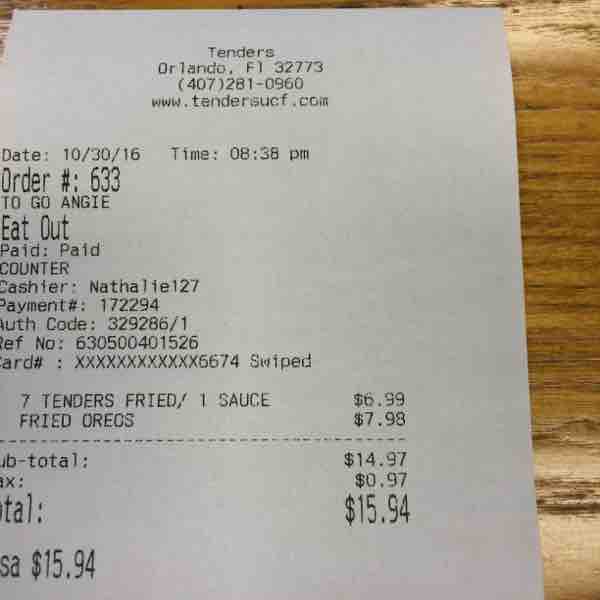 Tenders
Orlando, Fl 32773
(407)281-0960
www.tendersucf.com
Date: 10/30/16 Time: 08:38 pm
Order #: 633
TO GO ANGIE
Eat Out
Paid: Paid
COUNTER
Cashier: Nathalie127
Payment#: 172294
Auth Code: 329286/1
Ref No: 630500401526
Card# : XXXXXXXXXXXX6674 Swiped
7 TENDERS FRIED/ 1 SAUCE $6.99
FRIED OREOS $7.98
ub-total: $14.97
ax: $0.97
tal: $15.94
sa $15.94